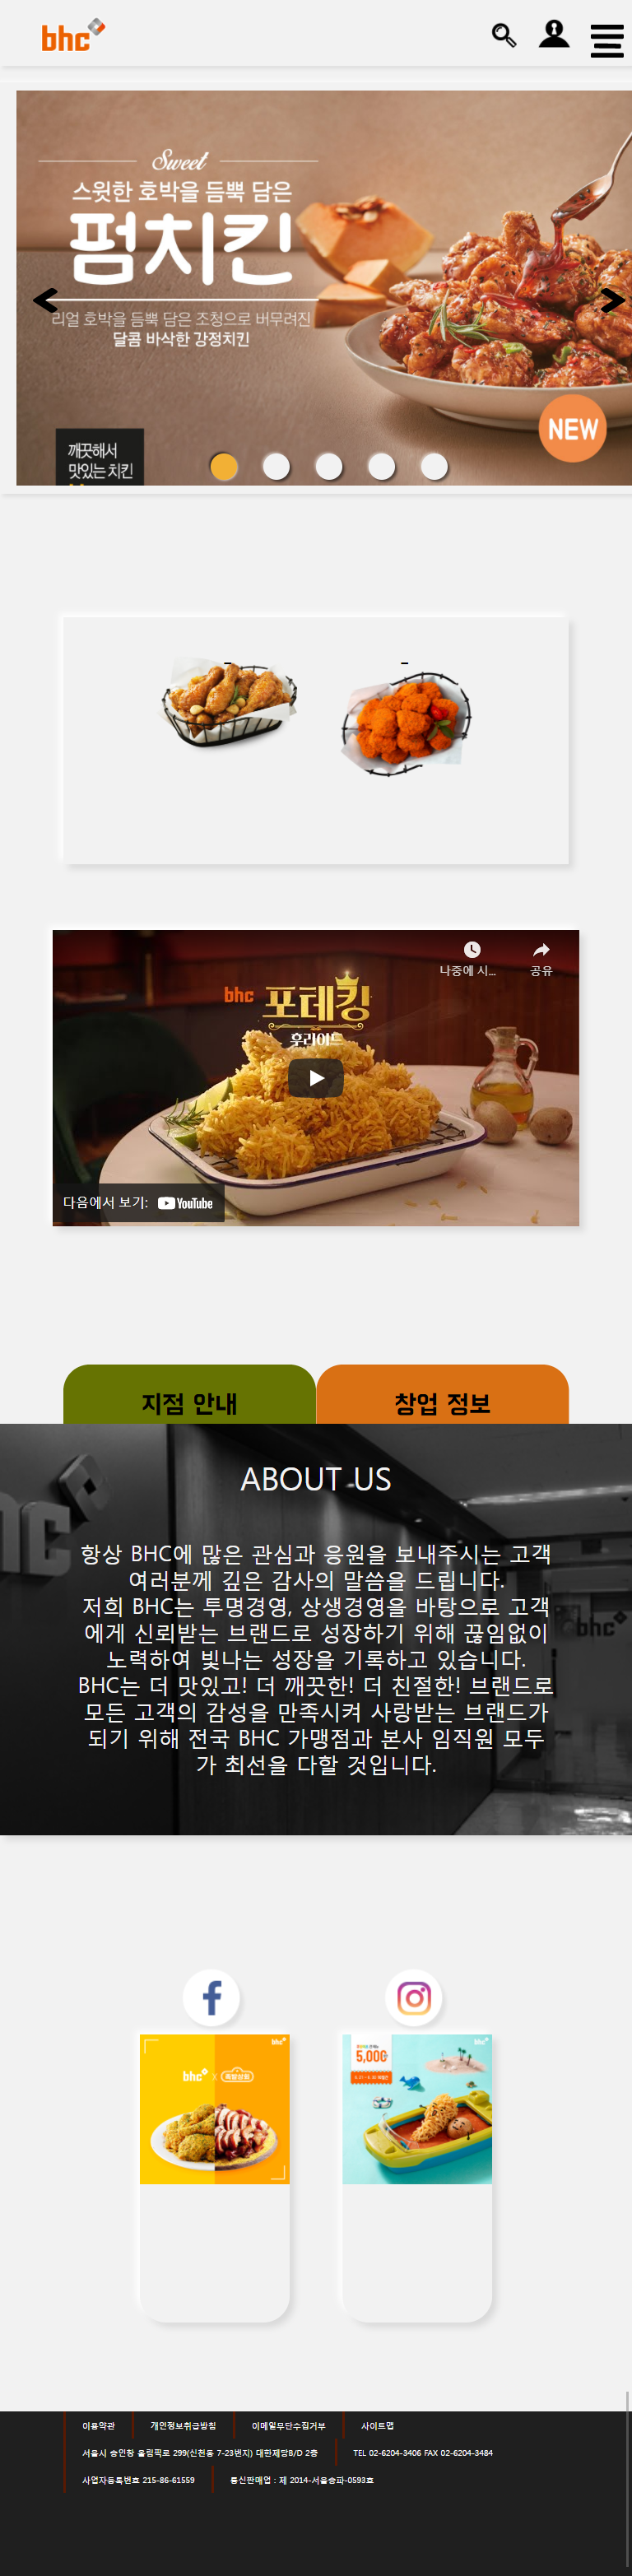 bhc
Sweet
스윗한 호박을 듬뿍 담은
펌치킨
리얼 호박을 듬뿍 담은 조청으로 버무려진
달콤 바삭한 강정치킨
NEW
깨끗해서
맛있는 치킨
나중에 시...
공유
bhc 포테킹
후라이드
다음에서 보기: YouTube
지점 안내
창업 정보
ABOUT US
hc
bhc
항상 BHC에 많은 관심과 응원을 보내주시는 고객
여러분께 깊은 감사의 말씀을 드립니다.
저희 BHC는 투명경영, 상생경영을 바탕으로 고객
에게 신뢰받는 브랜드로 성장하기 위해 끊임없이
노력하여 빛나는 성장을 기록하고 있습니다.
BHC는 더 맛있고! 더 깨끗한! 더 친절한! 브랜드로
모든 고객의 감성을 만족시켜 사랑받는 브랜드가
되기 위해 전국 BHC 가맹점과 본사 임직원 모두
가 최선을 다할 것입니다.
bhc
bhc X 족발상회
bhc
5,000
이용약관 개인정보취급방침 이메일무단수집거부 사이트맵
서울시 송인창 올림픽로 299(신천동 7-23번지) 대한제당B/D 2층 TEL 02-6204-3406 FAX 02-6204-3484
사업자등록번호 215-86-61559 통신판매업 : 제 2014-서울송파-0593호